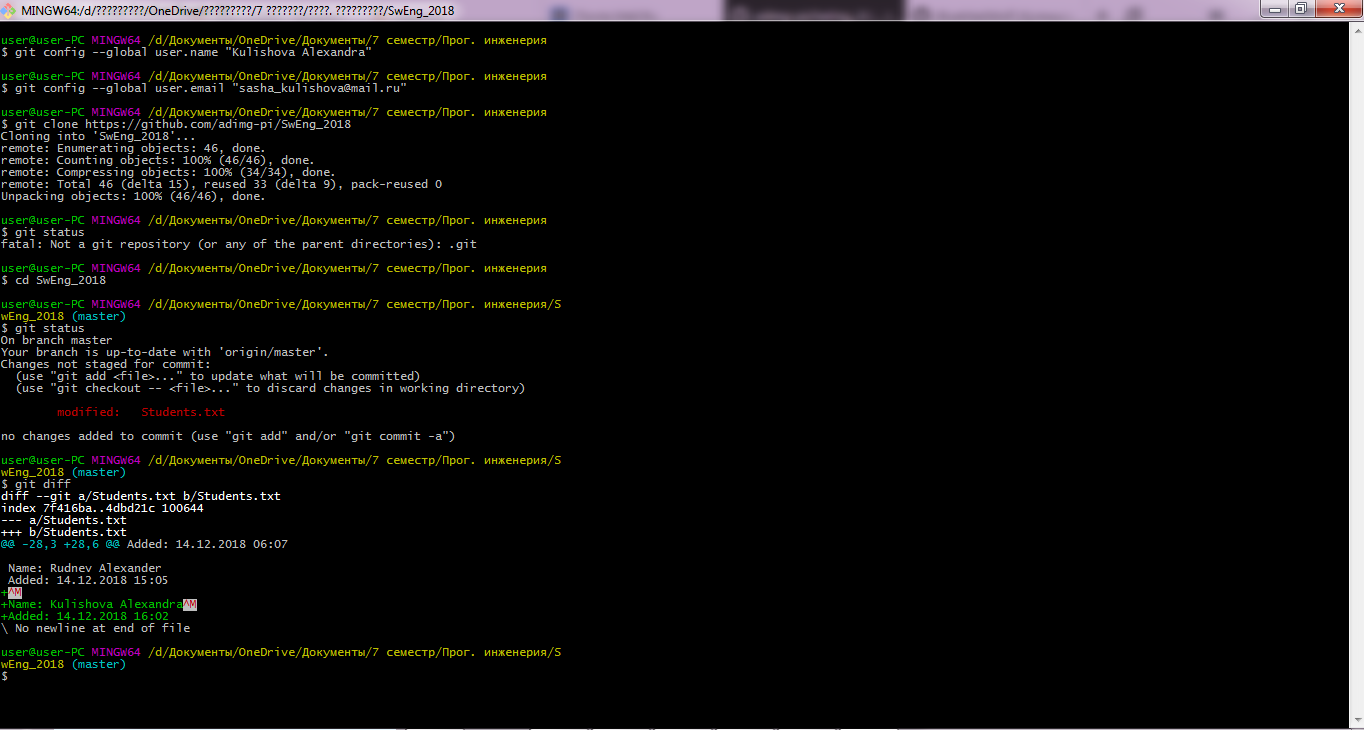 MINGW64:/d/?????????/OneDrive/?????????/7 ???????/????. ?????????/SwEng_2018
user@user-PC MINGW64 /d/Документы/OneDrive/Документы/7 семестр/Прог. инженерия
$ git config --global user.name "Kulishova Alexandra"
user@user-PC MINGW64 /d/Документы/OneDrive/Документы/7 семестр/Прог. инженерия
$ git config --global user.email "sasha_kulishova@mail.ru"
user@user-PC MINGW64 /d/Документы/OneDrive/Документы/7 семестр/Прог. инженерия
$ git clone https://github.com/adimg-pi/SwEng_2018
Cloning into 'SwEng_2018'...
remote: Enumerating objects: 46, done.
remote: Counting objects: 100% (46/46), done.
remote: Compressing objects: 100% (34/34), done.
remote: Total 46 (delta 15), reused 33 (delta 9), pack-reused 0
Unpacking objects: 100% (46/46), done.
user@user-PC MINGW64 /d/Документы/OneDrive/Документы/7 семестр/Прог. инженерия
$ git status
fatal: Not a git repository (or any of the parent directories): .git
user@user-PC MINGW64 /d/Документы/OneDrive/Документы/7 семестр/Прог. инженерия
$ cd SwEng_2018
user@user-PC MINGW64 /d/Документы/OneDrive/Документы/7 семестр/Прог. инженерия/S
wEng_2018 (master)
$ git status
On branch master
Your branch is up-to-date with 'origin/master'.
Changes not staged for commit:
  (use "git add <file>..." to update what will be committed)
  (use "git checkout -- <file>..." to discard changes in working directory)
        modified:   Students.txt
no changes added to commit (use "git add" and/or "git commit -a")
user@user-PC MINGW64 /d/Документы/OneDrive/Документы/7 семестр/Прог. инженерия/S
wEng_2018 (master)
$ git diff
diff --git a/Students.txt b/Students.txt
index 7f416ba..4dbd21c 100644
--- a/Students.txt
+++ b/Students.txt
@@ -28,3 +28,6 @@ Added: 14.12.2018 06:07
 Name: Rudnev Alexander
 Added: 14.12.2018 15:05
+^M
+Name: Kulishova Alexandra^M
+Added: 14.12.2018 16:02
\ No newline at end of file
user@user-PC MINGW64 /d/Документы/OneDrive/Документы/7 семестр/Прог. инженерия/S
wEng_2018 (master)
$